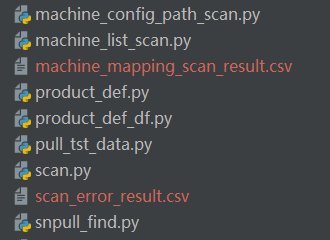 machine_config_path_scan.py
machine_list_scan.py
machine_mapping_scan_result.csv
product_def.py
product_def_df.py
pull_tst_data.py
scan.py
scan_error_result.csv
snpull_find.py